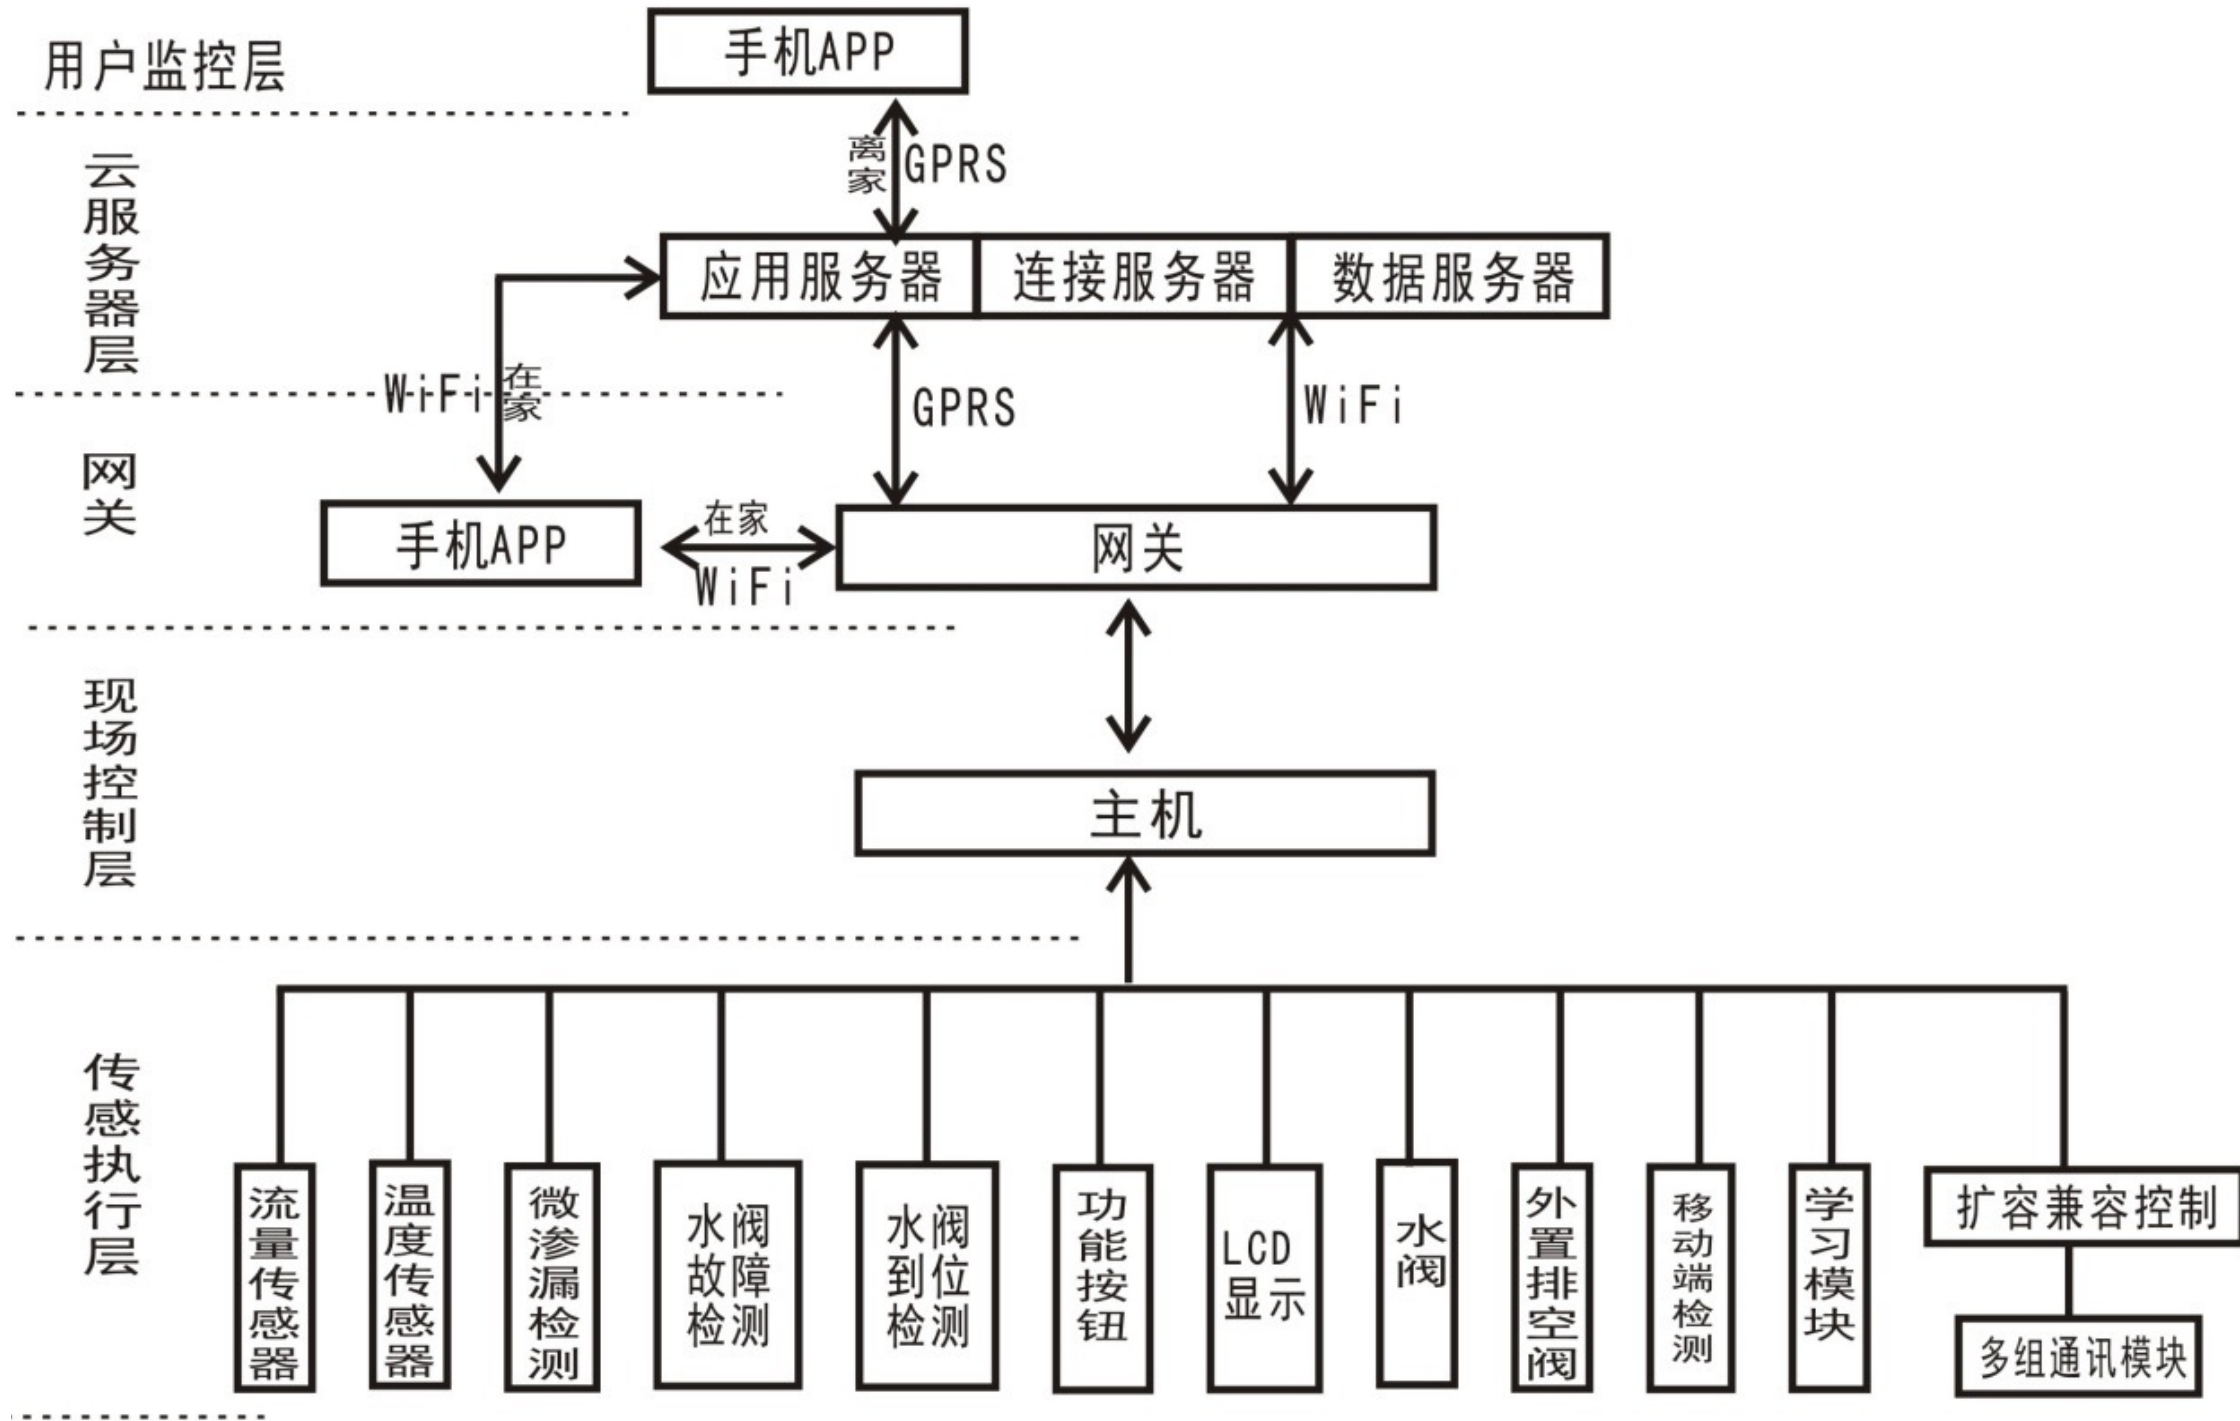 用户监控层
手机APP
离家
GPRS
云服务器层
应用服务器
连接服务器
数据服务器
WiFi
在家
GPRS
WiFi
网关
手机APP
在家
WiFi
网关
现场控制层
主机
传感执行层
流量传感器
温度传感器
微渗漏检测
水阀
故障
检测
水阀
到位
检测
功能按钮
LCD
显示
水阀
外置排空阀
移动端检测
学习模块
扩容兼容控制
多组通讯模块